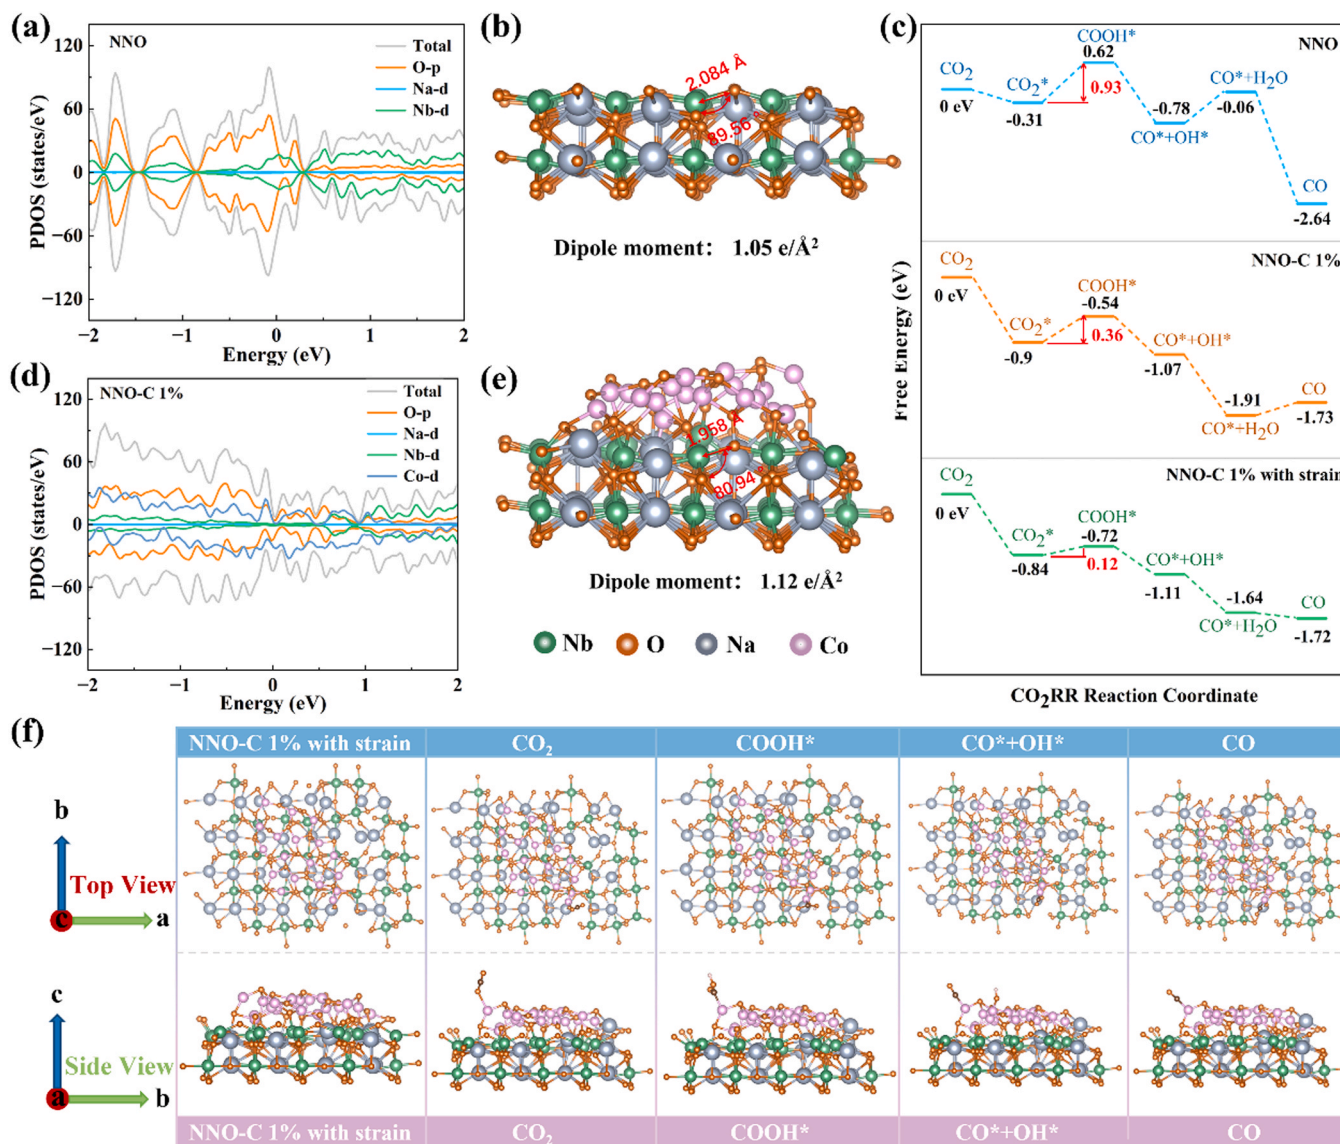 (a)
NNO
Total
O-p
Na-d
Nb-d
PDOS (states/eV)
120
60
0
−60
−120
−2
−1
0
1
2
Energy (eV)
(b)
2.084 Å
89.56 °
Dipole moment: 1.05 e/Å²
(c)
NNO
CO₂
0 eV
CO₂*
-0.31
COOH*
0.62
0.93
-0.78
CO*+OH*
CO*+H₂O
-0.06
CO
-2.64
NNO-C 1%
CO₂
0 eV
CO₂*
-0.9
COOH*
-0.54
0.36
CO*+OH*
-1.07
-1.91
CO*+H₂O
CO
-1.73
NNO-C 1% with strain
CO₂
0 eV
CO₂*
-0.84
COOH*
-0.72
0.12
CO*+OH*
-1.11
-1.64
CO*+H₂O
CO
-1.72
Free Energy (eV)
CO₂RR Reaction Coordinate
(d)
NNO-C 1%
Total
O-p
Na-d
Nb-d
Co-d
PDOS (states/eV)
120
60
0
−60
−120
−2
−1
0
1
2
Energy (eV)
(e)
1.958 Å
80.94 °
Dipole moment: 1.12 e/Å²
Nb
O
Na
Co
(f)
NNO-C 1% with strain
CO₂
COOH*
CO*+OH*
CO
b
Top View
c
a
c
Side View
a
b
NNO-C 1% with strain
CO₂
COOH*
CO*+OH*
CO